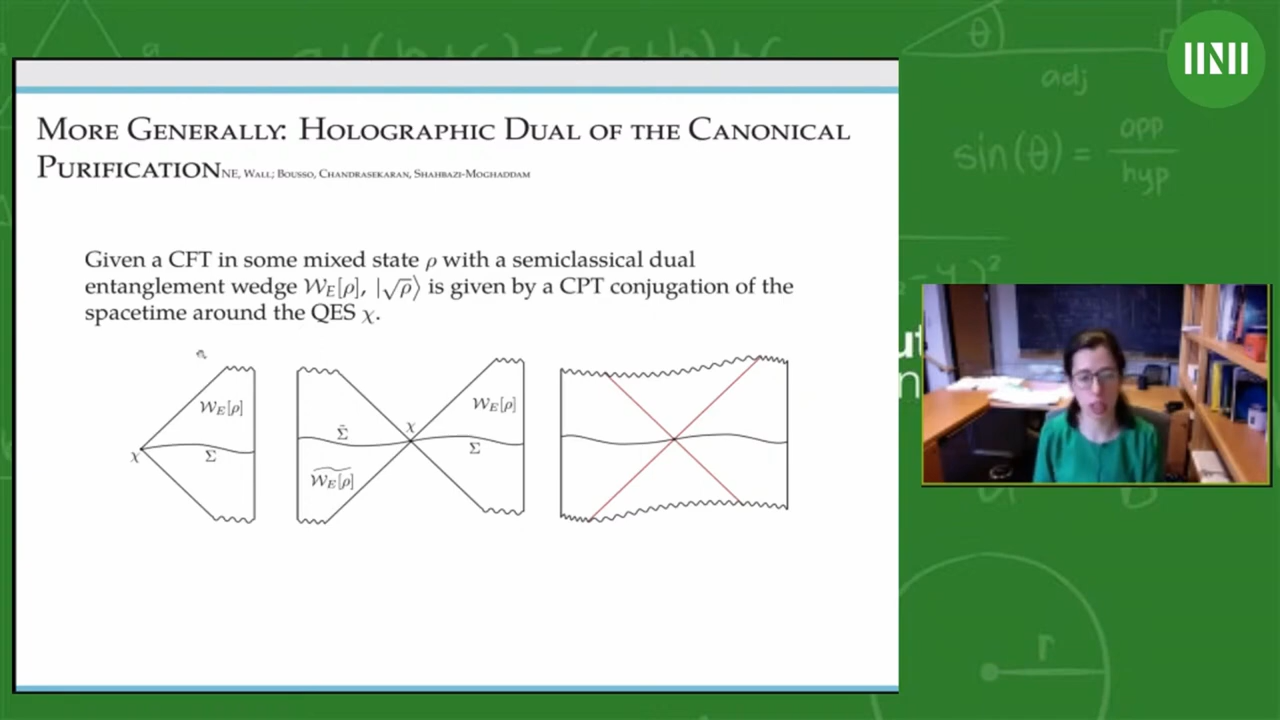 MORE GENERALLY: HOLOGRAPHIC DUAL OF THE CANONICAL
PURIFICATION NE, WALL; BOUSSO, CHANDRASEKARAN, SHAHBAZI-MOGHADDAM
Given a CFT in some mixed state ρ with a semiclassical dual
entanglement wedge 𝒲_E[ρ], |√ρ⟩ is given by a CPT conjugation of the
spacetime around the QES χ.
𝒲_E[ρ]
χ
Σ
Σ̃
χ
𝒲_E[ρ]
Σ
𝒲̃_E[ρ]
θ
adj
sin(θ) = opp
hyp
r